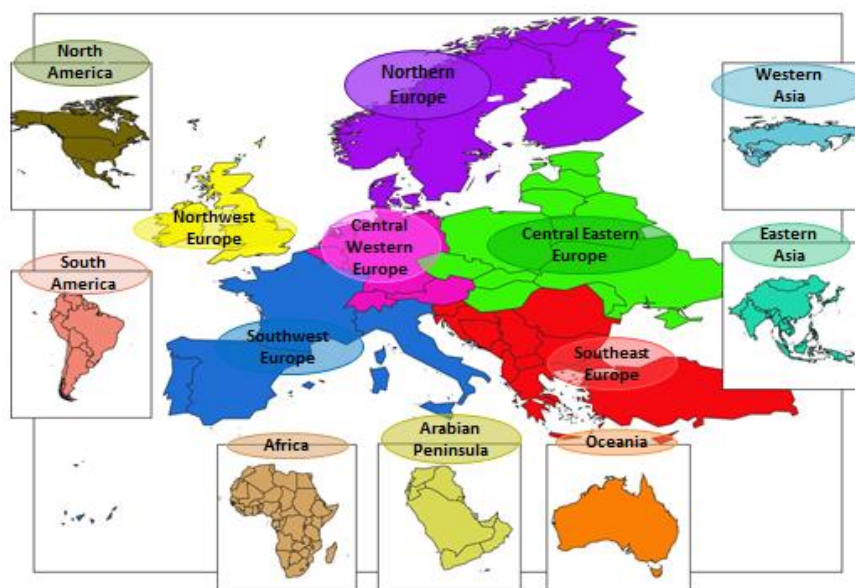 North
America
Northern
Europe
Western
Asia
Northwest
Europe
Central
Western
Europe
Central Eastern
Europe
Eastern
Asia
South
America
Southwest
Europe
Southeast
Europe
Africa
Arabian
Peninsula
Oceania